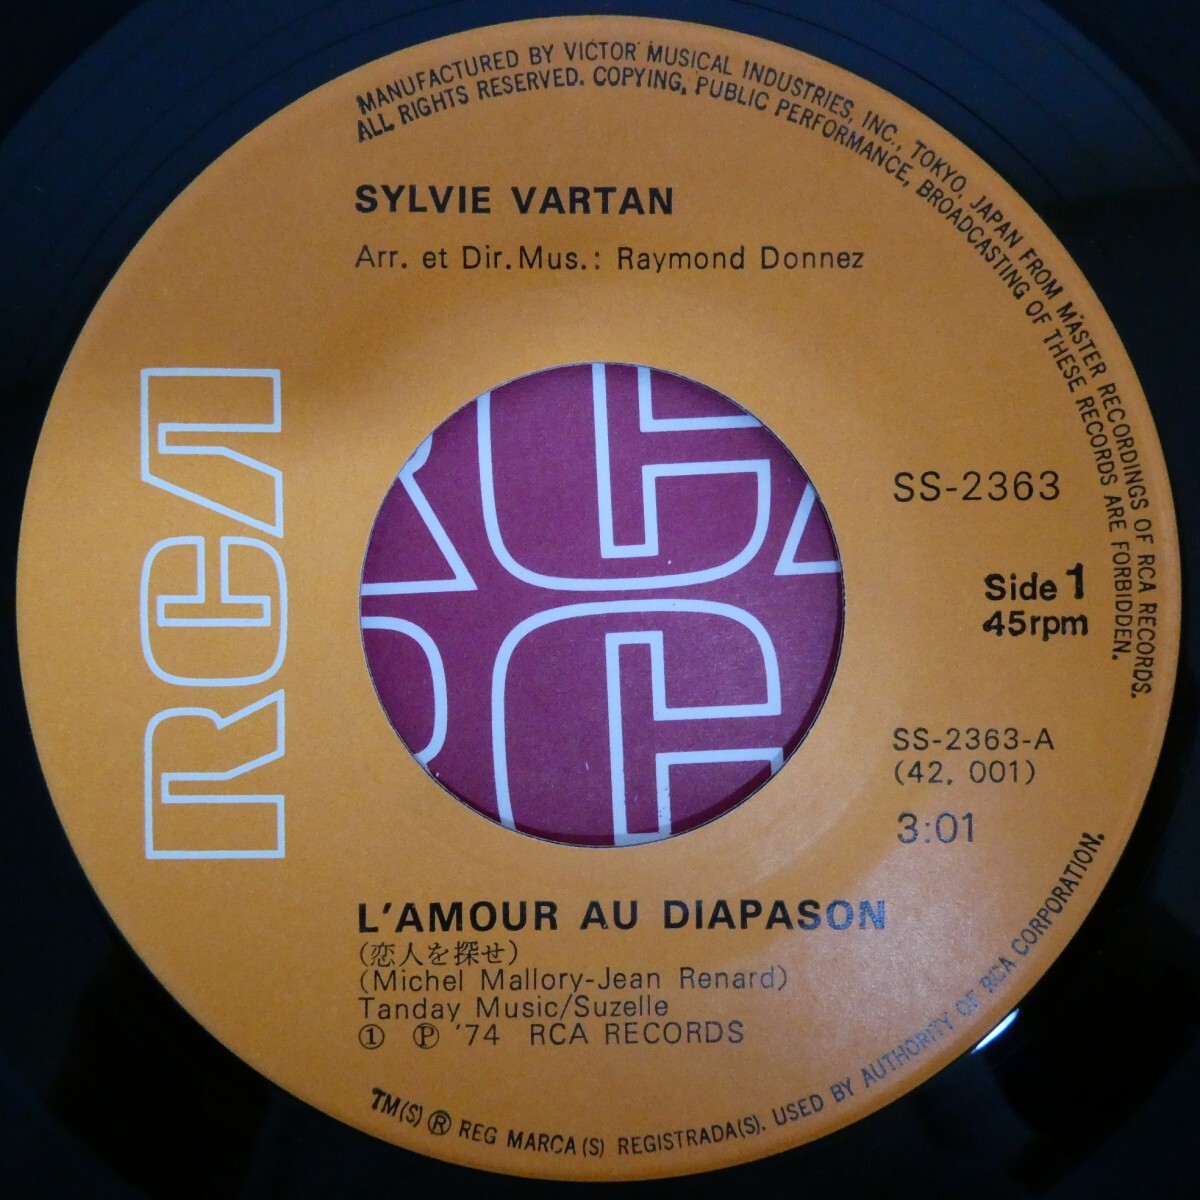 MANUFACTURED BY VICTOR MUSICAL INDUSTRIES, INC., TOKYO, JAPAN FROM MASTER RECORDINGS OF RCA RECORDS.
ALL RIGHTS RESERVED. COPYING, PUBLIC PERFORMANCE, BROADCASTING OF THESE RECORDS ARE FORBIDDEN.
SYLVIE VARTAN
Arr. et Dir.Mus.: Raymond Donnez
RCA
SS-2363
Side 1
45rpm
SS-2363-A
(42, 001)
3:01
L'AMOUR AU DIAPASON
(恋人を探せ)
(Michel Mallory-Jean Renard)
Tanday Music/Suzelle
① Ⓟ '74 RCA RECORDS
TM(S) ® REG MARCA (S) REGISTRADA(S). USED BY AUTHORITY OF RCA CORPORATION.